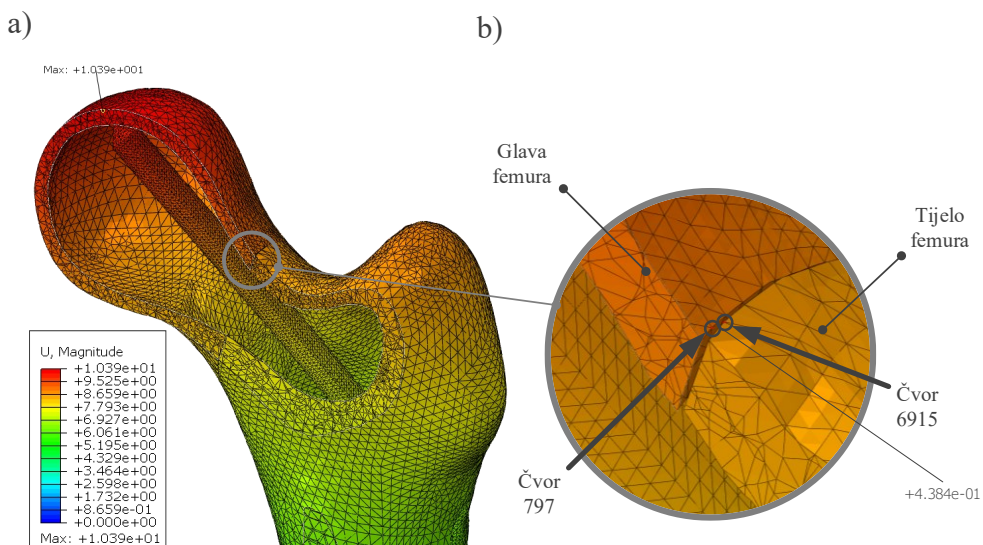 a)
b)
Max: +1.039e+001
Glava
femura
Tijelo
femura
U, Magnitude
+1.039e+01
+9.525e+00
+8.659e+00
+7.793e+00
+6.927e+00
+6.061e+00
+5.195e+00
+4.329e+00
+3.464e+00
+2.598e+00
+1.732e+00
+8.659e-01
+0.000e+00
Max: +1.039e+01
Čvor
6915
Čvor
797
+4.384e-01